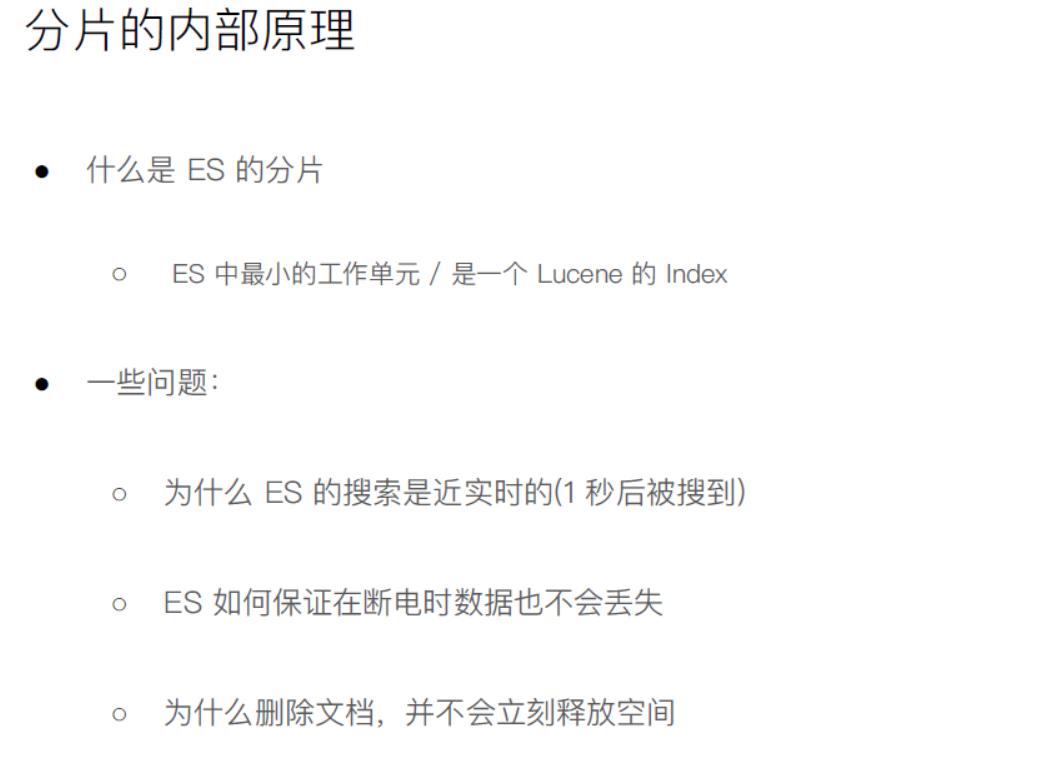 分片的内部原理
● 什么是 ES 的分片
○ ES 中最小的工作单元 / 是一个 Lucene 的 Index
● 一些问题：
○ 为什么 ES 的搜索是近实时的(1 秒后被搜到)
○ ES 如何保证在断电时数据也不会丢失
○ 为什么删除文档，并不会立刻释放空间